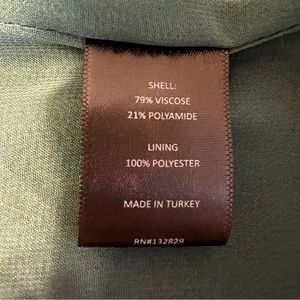 SHELL:
79% VISCOSE
21% POLYAMIDE
LINING
100% POLYESTER
MADE IN TURKEY
RN#132829